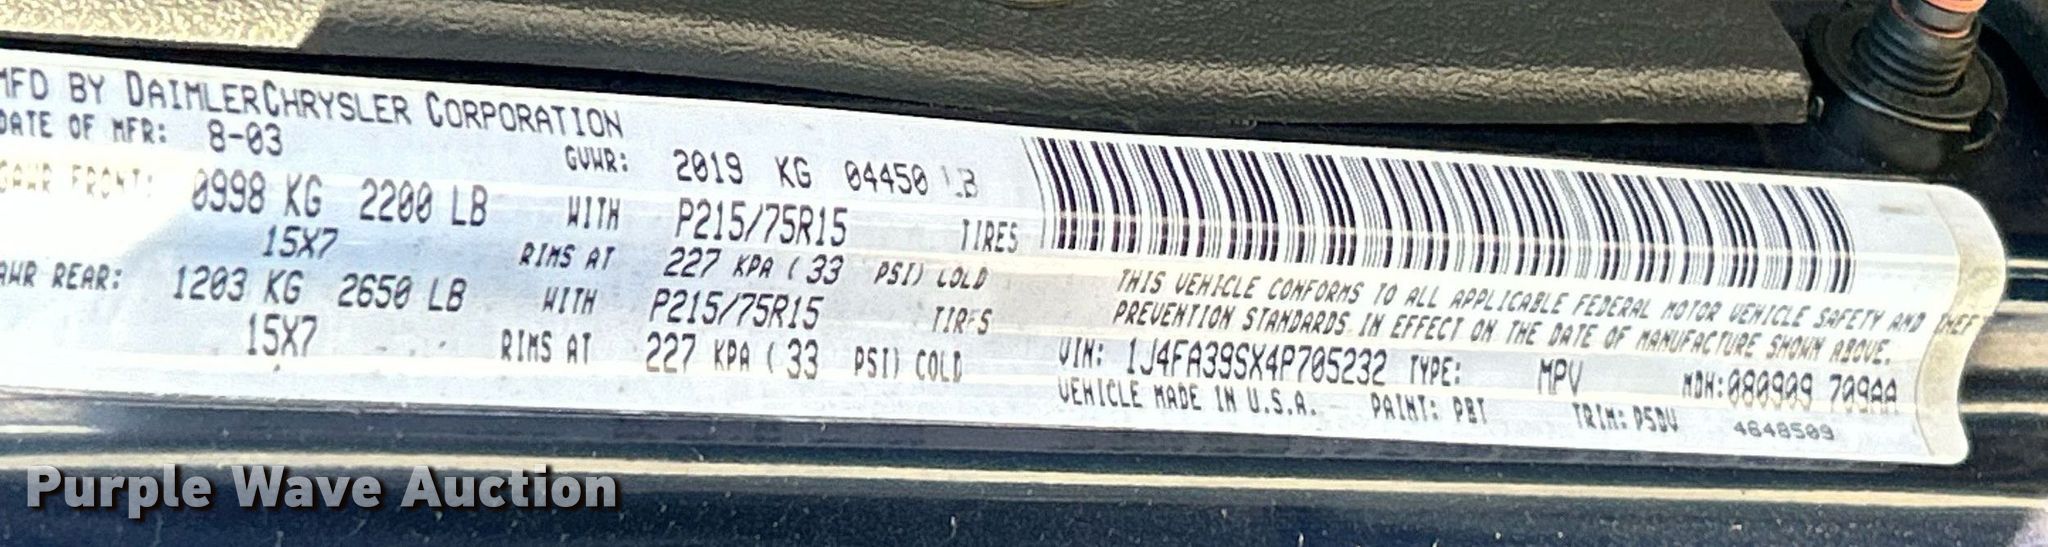 MFD BY DAIMLERCHRYSLER CORPORATION
DATE OF MFR: 8-03 GVWR: 2019 KG 04450 LB
GAWR FRONT: 0998 KG 2200 LB WITH P215/75R15 TIRES
15X7 RIMS AT 227 KPA ( 33 PSI) COLD
AWR REAR: 1203 KG 2650 LB WITH P215/75R15 TIRES
15X7 RIMS AT 227 KPA ( 33 PSI) COLD
THIS VEHICLE CONFORMS TO ALL APPLICABLE FEDERAL MOTOR VEHICLE SAFETY AND THEFT
PREVENTION STANDARDS IN EFFECT ON THE DATE OF MANUFACTURE SHOWN ABOVE.
VIN: 1J4FA39SX4P705232 TYPE: MPV MDH:080909 709AA
VEHICLE MADE IN U.S.A. PAINT: PBT TRIM: P5DV 4648509
Purple Wave Auction